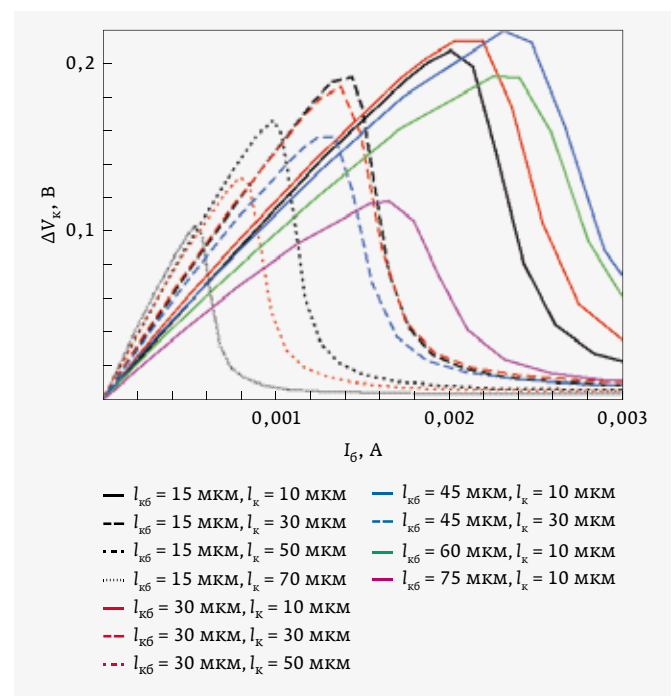 0,2
0,1
ΔVк, В
0,001 0,002 0,003
Iб, А
lкб = 15 мкм, lк = 10 мкм
lкб = 15 мкм, lк = 30 мкм
lкб = 15 мкм, lк = 50 мкм
lкб = 15 мкм, lк = 70 мкм
lкб = 30 мкм, lк = 10 мкм
lкб = 30 мкм, lк = 30 мкм
lкб = 30 мкм, lк = 50 мкм
lкб = 45 мкм, lк = 10 мкм
lкб = 45 мкм, lк = 30 мкм
lкб = 60 мкм, lк = 10 мкм
lкб = 75 мкм, lк = 10 мкм